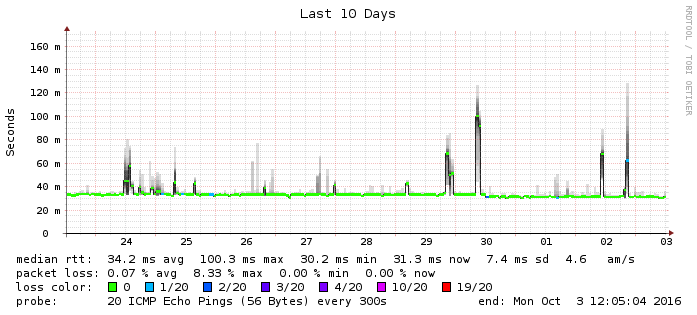 Last 10 Days
RRDTOOL / TOBI OETIKER
Seconds
160 m
140 m
120 m
100 m
80 m
60 m
40 m
20 m
0
24 25 26 27 28 29 30 01 02 03
median rtt: 34.2 ms avg 100.3 ms max 30.2 ms min 31.3 ms now 7.4 ms sd 4.6 am/s
packet loss: 0.07 % avg 8.33 % max 0.00 % min 0.00 % now
loss color: 0 1/20 2/20 3/20 4/20 10/20 19/20
probe: 20 ICMP Echo Pings (56 Bytes) every 300s end: Mon Oct 3 12:05:04 2016